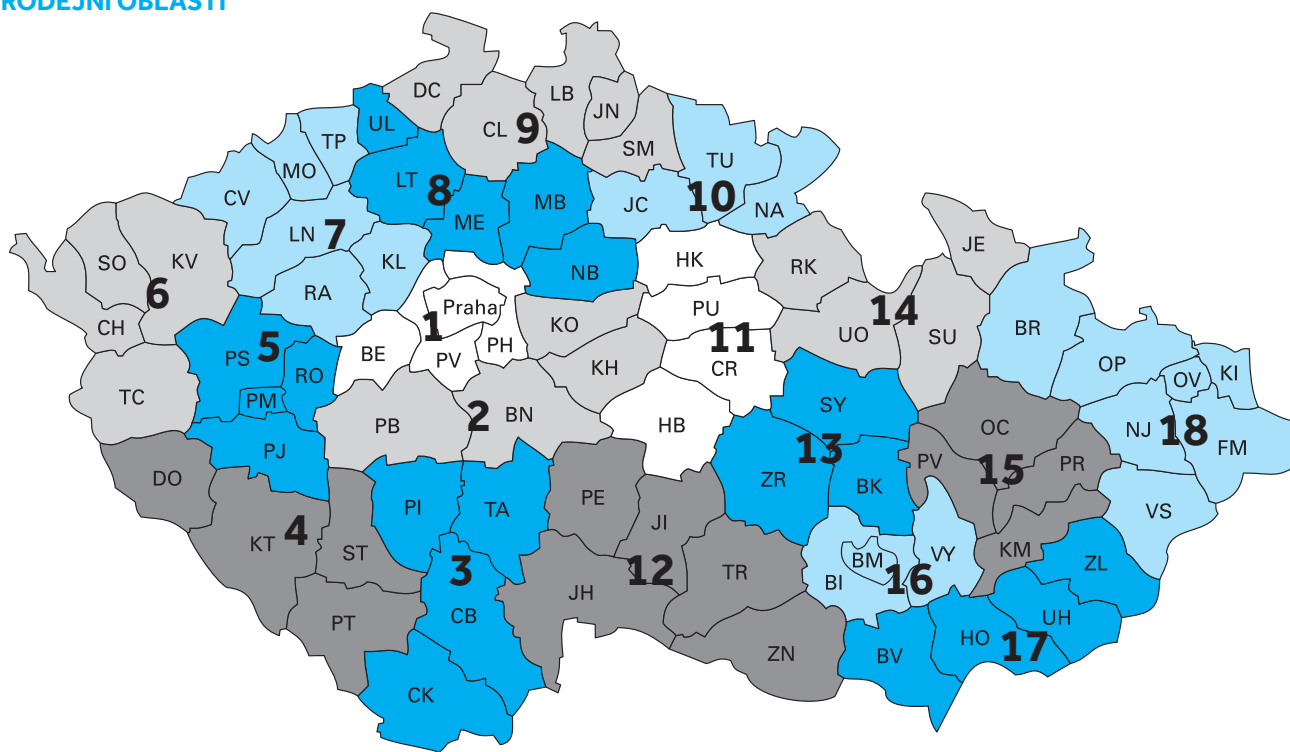 RODEJNÍ OBLASTI
DC
LB
JN
UL
CL
9
TP
SM
MO
TU
LT
8
CV
MB
JC
10
NA
ME
LN
7
KL
JE
SO
KV
HK
RK
NB
6
RA
Praha
PU
14
CH
1
KO
BR
UO
SU
5
PS
BE
PV
PH
11
OP
RO
KH
CR
OV
KI
TC
PM
SY
2
BN
PB
HB
OC
NJ
18
FM
PJ
13
PV
15
PR
DO
ZR
BK
PI
TA
PE
VS
JI
4
KT
ST
KM
VY
BM
ZL
3
12
TR
BI
16
JH
CB
UH
PT
HO
17
ZN
BV
CK